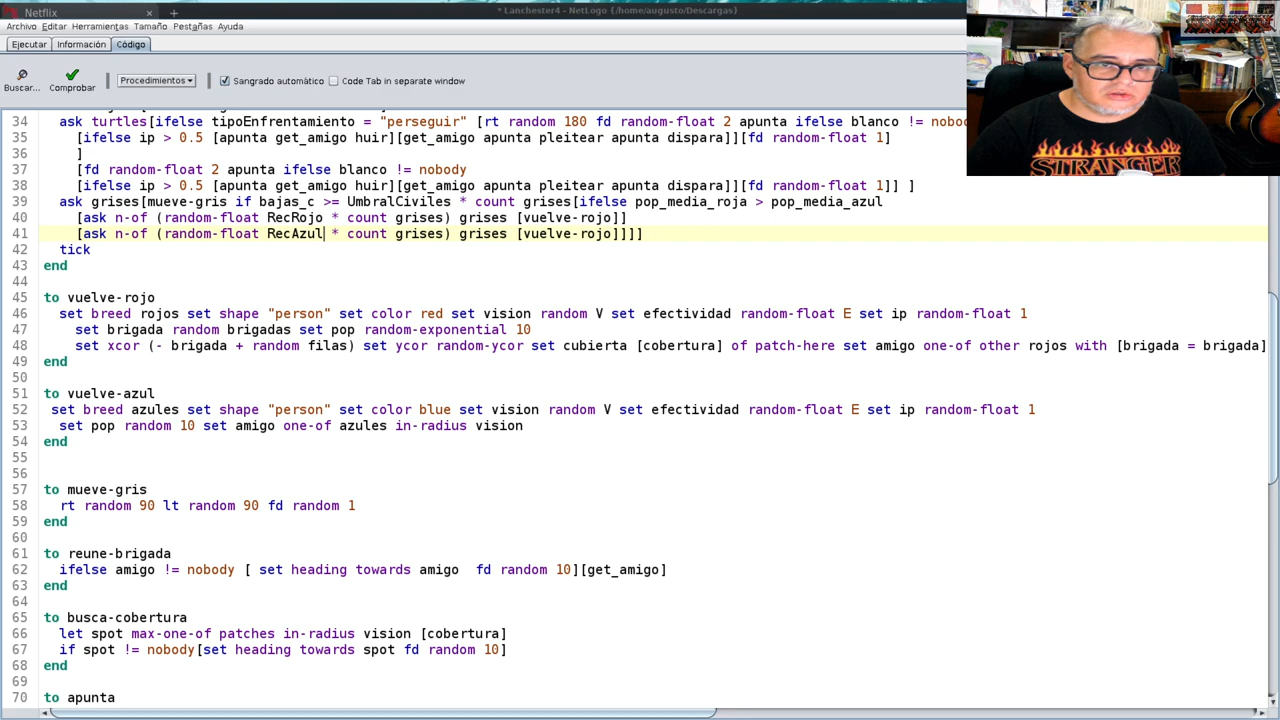 Netflix
* Lanchester4 - NetLogo {/home/augusto/Descargas}
Archivo Editar Herramientas Tamaño Pestañas Ayuda
Ejecutar Información Código
Buscar... Comprobar Procedimientos Sangrado automático Code Tab in separate window
34 ask turtles[ifelse tipoEnfrentamiento = "perseguir" [rt random 180 fd random-float 2 apunta ifelse blanco != nobo
35 [ifelse ip > 0.5 [apunta get_amigo huir][get_amigo apunta pleitear apunta dispara]][fd random-float 1]
36 ]
37 [fd random-float 2 apunta ifelse blanco != nobody
38 [ifelse ip > 0.5 [apunta get_amigo huir][get_amigo apunta pleitear apunta dispara]][fd random-float 1]] ]
39 ask grises[mueve-gris if bajas_c >= UmbralCiviles * count grises[ifelse pop_media_roja > pop_media_azul
40 [ask n-of (random-float RecRojo * count grises) grises [vuelve-rojo]]
41 [ask n-of (random-float RecAzul * count grises) grises [vuelve-rojo]]]]
42 tick
43 end
44
45 to vuelve-rojo
46 set breed rojos set shape "person" set color red set vision random V set efectividad random-float E set ip random-float 1
47 set brigada random brigadas set pop random-exponential 10
48 set xcor (- brigada + random filas) set ycor random-ycor set cubierta [cobertura] of patch-here set amigo one-of other rojos with [brigada = brigada]
49 end
50
51 to vuelve-azul
52 set breed azules set shape "person" set color blue set vision random V set efectividad random-float E set ip random-float 1
53 set pop random 10 set amigo one-of azules in-radius vision
54 end
55
56
57 to mueve-gris
58 rt random 90 lt random 90 fd random 1
59 end
60
61 to reune-brigada
62 ifelse amigo != nobody [ set heading towards amigo fd random 10][get_amigo]
63 end
64
65 to busca-cobertura
66 let spot max-one-of patches in-radius vision [cobertura]
67 if spot != nobody[set heading towards spot fd random 10]
68 end
69
70 to apunta
STRANGER